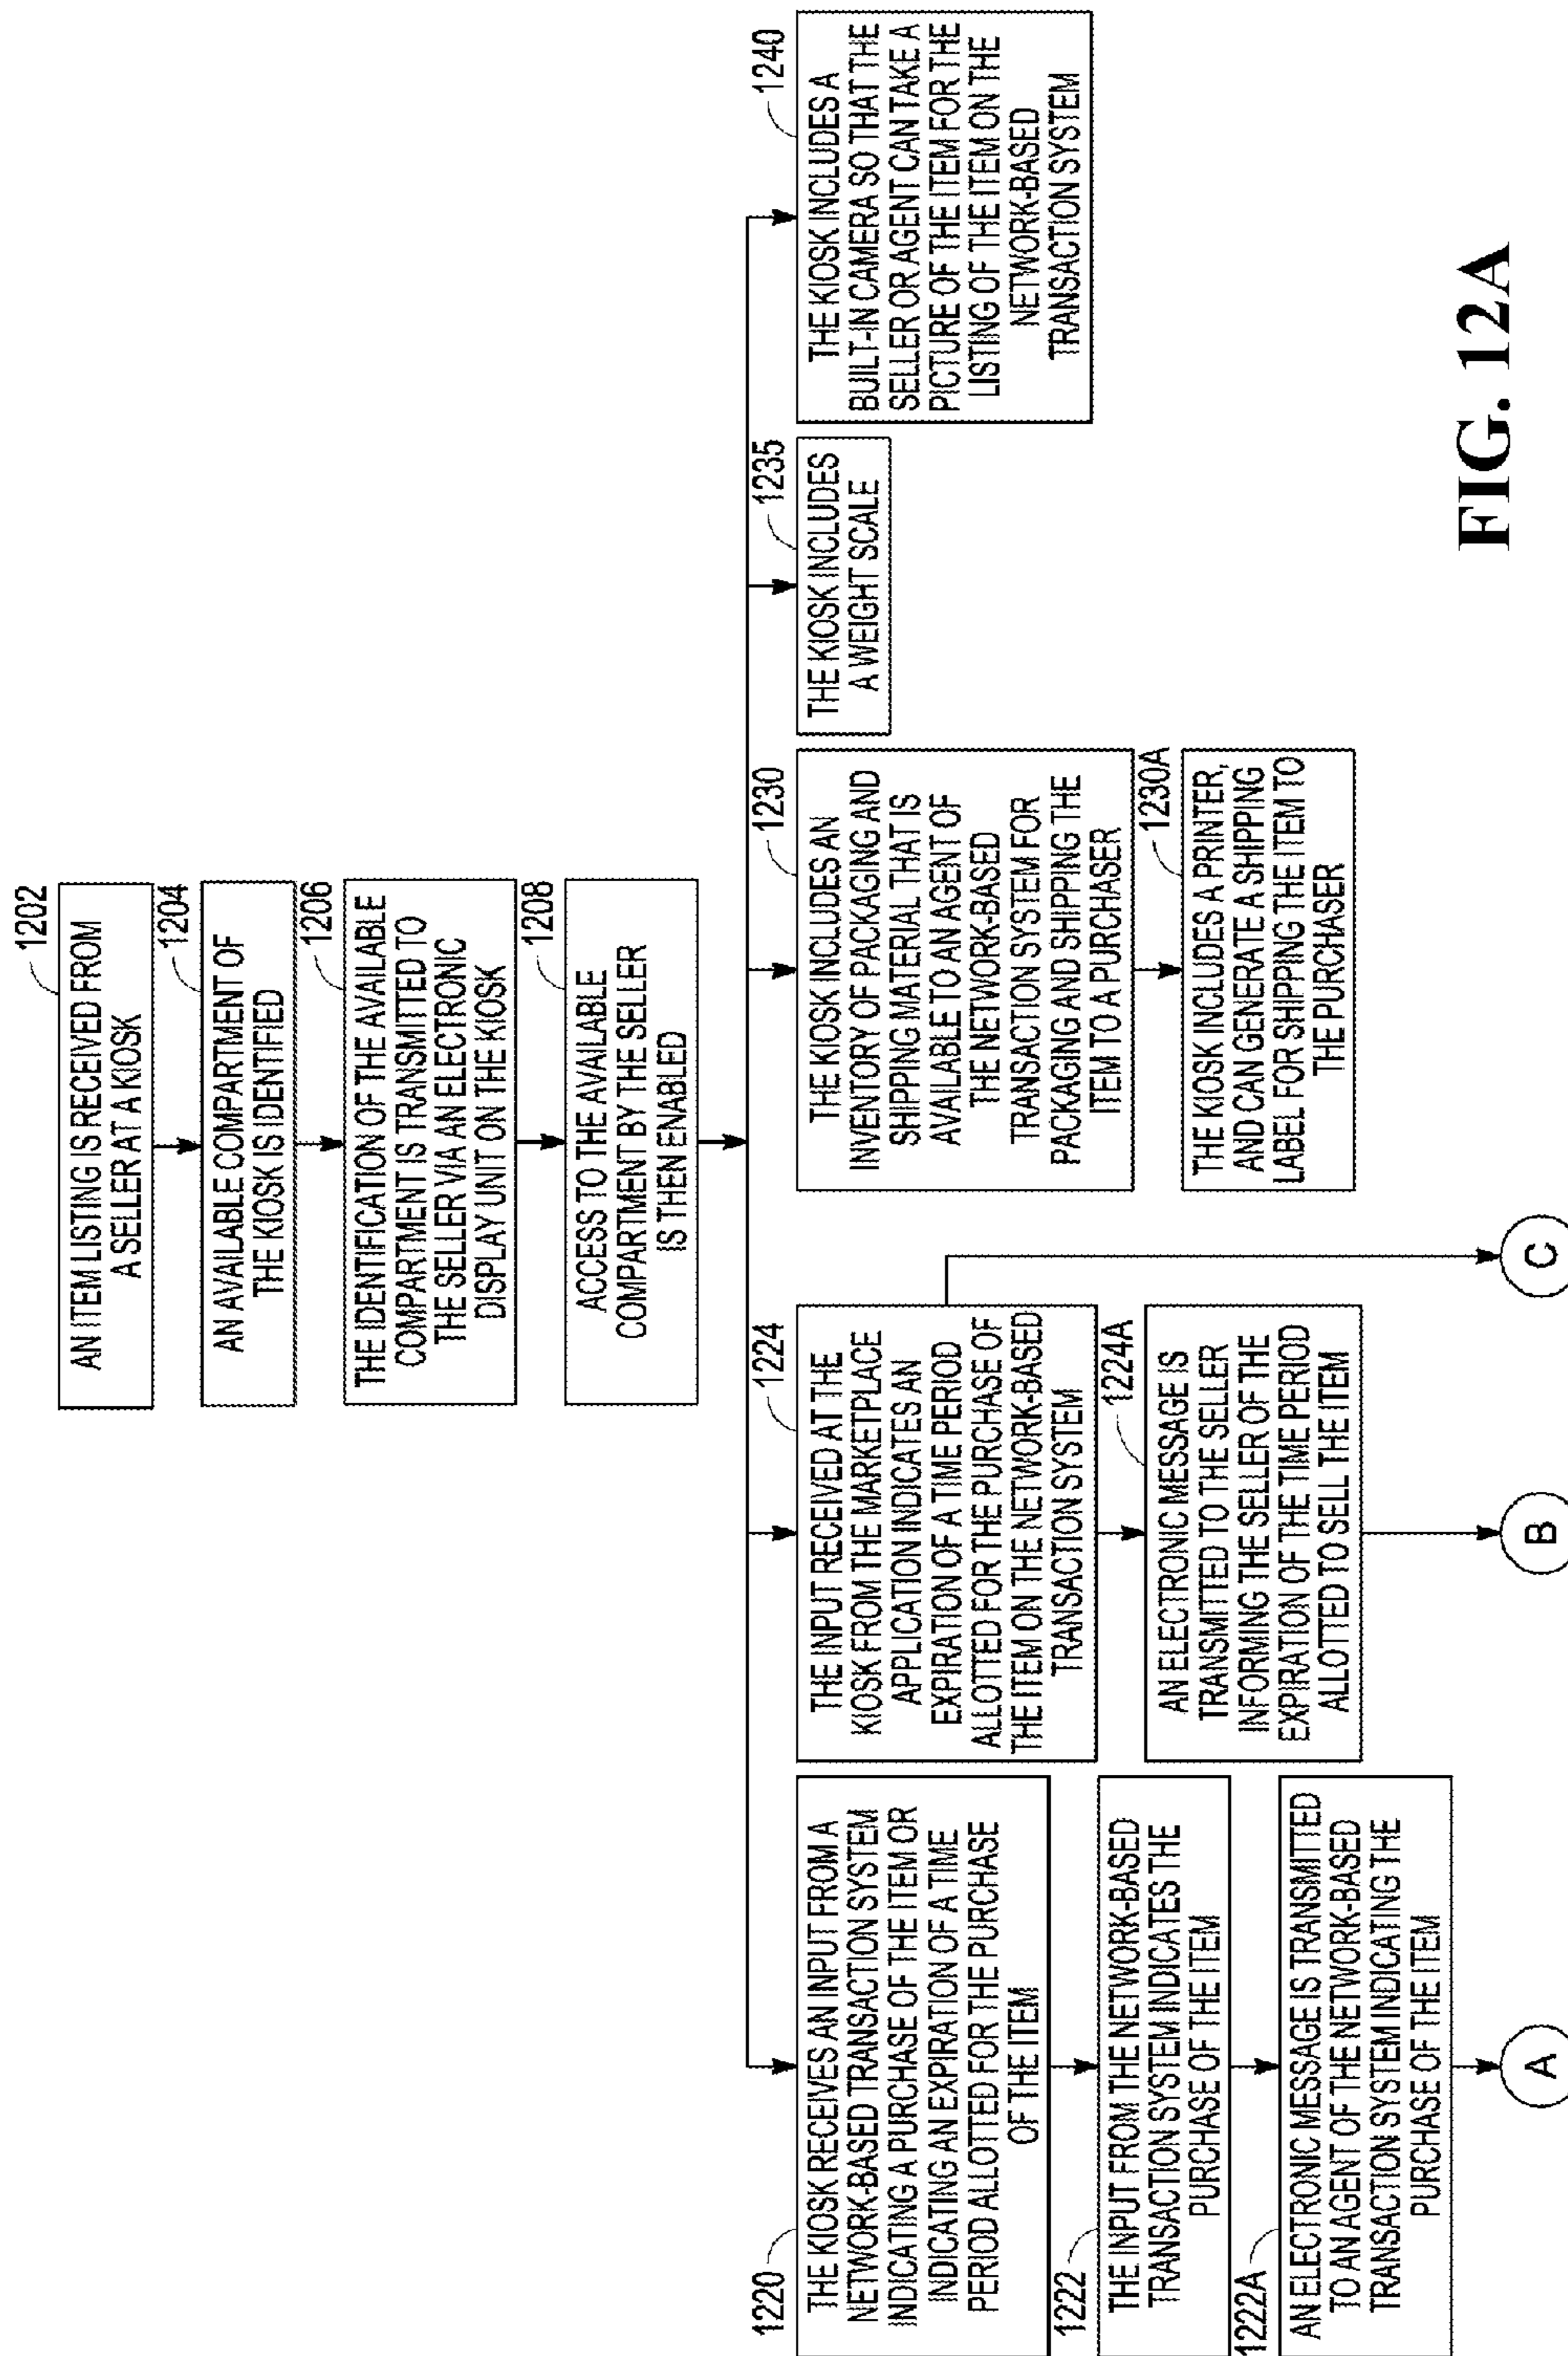 1202
AN ITEM LISTING IS RECEIVED FROM
A SELLER AT A KIOSK
1204
AN AVAILABLE COMPARTMENT OF
THE KIOSK IS IDENTIFIED
1206
THE IDENTIFICATION OF THE AVAILABLE
COMPARTMENT IS TRANSMITTED TO
THE SELLER VIA AN ELECTRONIC
DISPLAY UNIT ON THE KIOSK
1208
ACCESS TO THE AVAILABLE
COMPARTMENT BY THE SELLER
IS THEN ENABLED
1220
THE KIOSK RECEIVES AN INPUT FROM A
NETWORK-BASED TRANSACTION SYSTEM
INDICATING A PURCHASE OF THE ITEM OR
INDICATING AN EXPIRATION OF A TIME
PERIOD ALLOTTED FOR THE PURCHASE
OF THE ITEM
1222
THE INPUT FROM THE NETWORK-BASED
TRANSACTION SYSTEM INDICATES THE
PURCHASE OF THE ITEM
1222A
AN ELECTRONIC MESSAGE IS TRANSMITTED
TO AN AGENT OF THE NETWORK-BASED
TRANSACTION SYSTEM INDICATING THE
PURCHASE OF THE ITEM
A
1224
THE INPUT RECEIVED AT THE
KIOSK FROM THE MARKETPLACE
APPLICATION INDICATES AN
EXPIRATION OF A TIME PERIOD
ALLOTTED FOR THE PURCHASE OF
THE ITEM ON THE NETWORK-BASED
TRANSACTION SYSTEM
1224A
AN ELECTRONIC MESSAGE IS
TRANSMITTED TO THE SELLER
INFORMING THE SELLER OF THE
EXPIRATION OF THE TIME PERIOD
ALLOTTED TO SELL THE ITEM
B
C
1230
THE KIOSK INCLUDES AN
INVENTORY OF PACKAGING AND
SHIPPING MATERIAL THAT IS
AVAILABLE TO AN AGENT OF
THE NETWORK-BASED
TRANSACTION SYSTEM FOR
PACKAGING AND SHIPPING THE
ITEM TO A PURCHASER
1230A
THE KIOSK INCLUDES A PRINTER,
AND CAN GENERATE A SHIPPING
LABEL FOR SHIPPING THE ITEM TO
THE PURCHASER
1235
THE KIOSK INCLUDES
A WEIGHT SCALE
1240
THE KIOSK INCLUDES A
BUILT-IN CAMERA SO THAT THE
SELLER OR AGENT CAN TAKE A
PICTURE OF THE ITEM FOR THE
LISTING OF THE ITEM ON THE
NETWORK-BASED
TRANSACTION SYSTEM
FIG. 12A